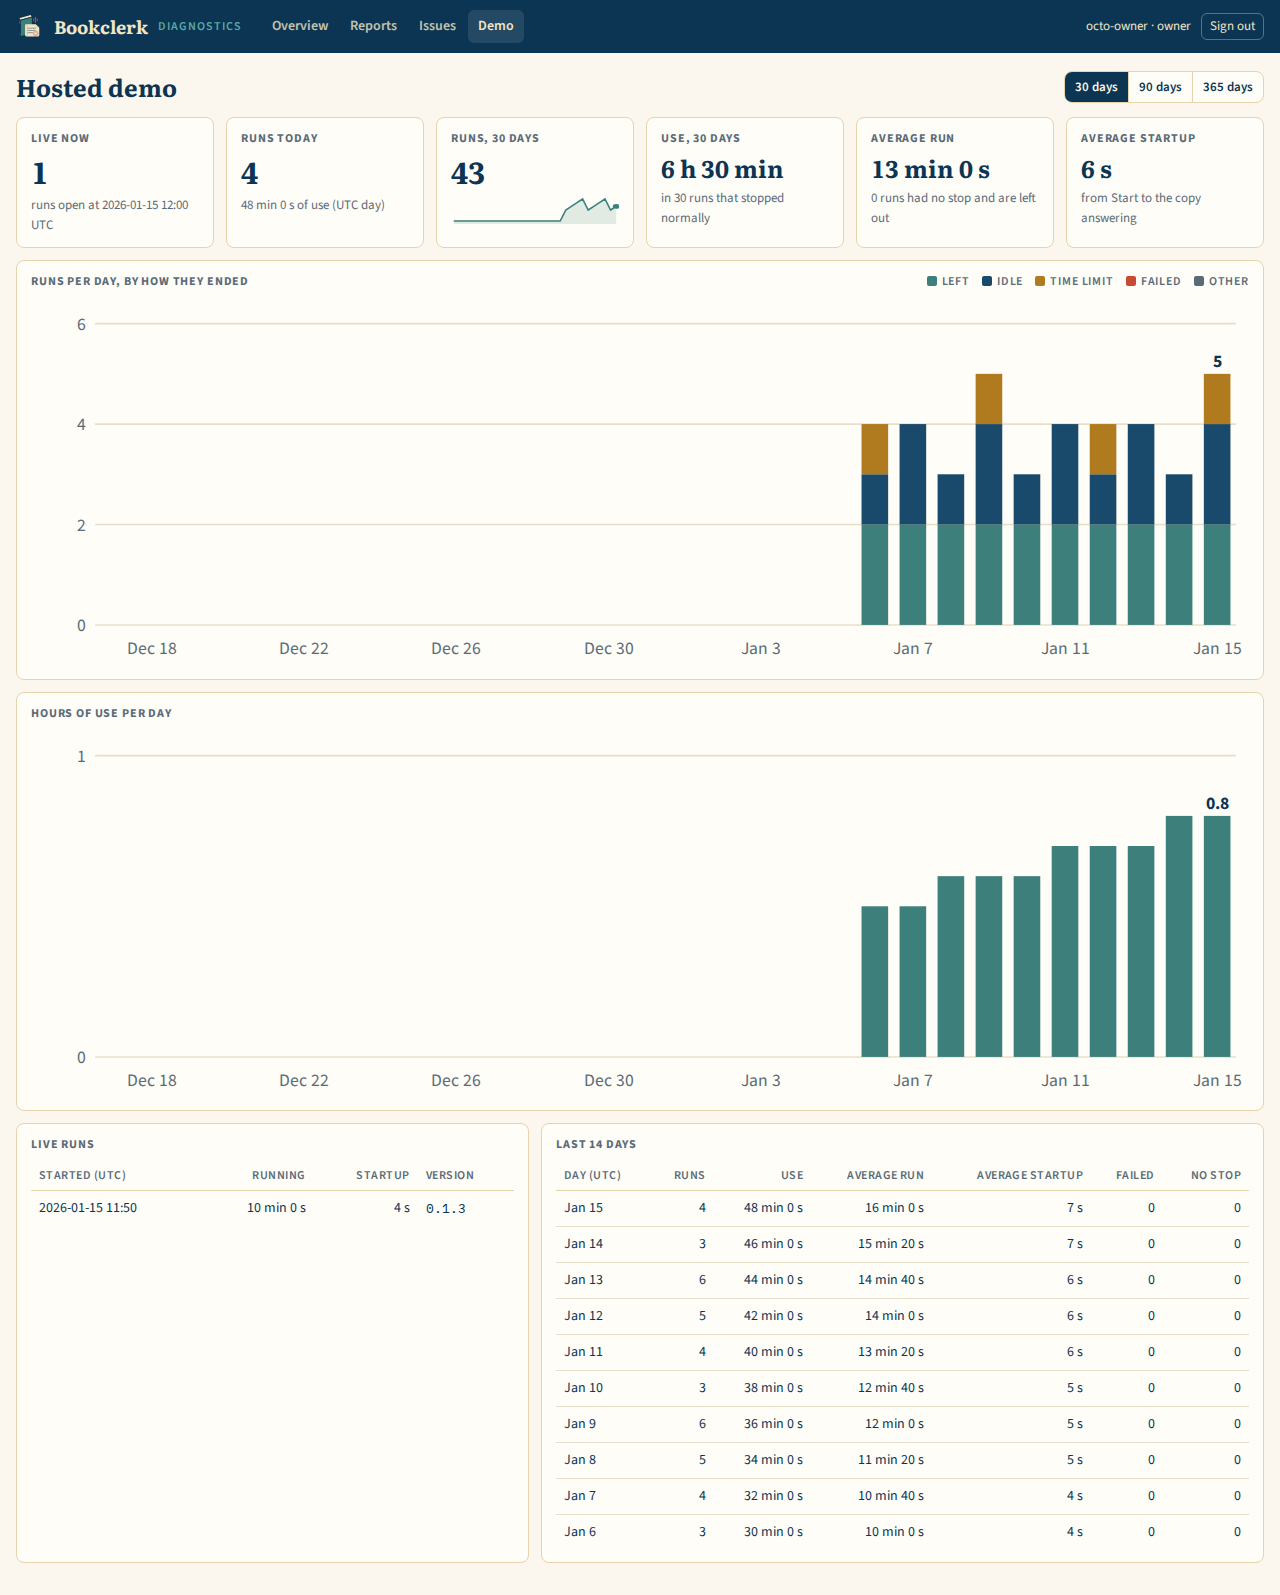 Bookclerk DIAGNOSTICS Overview Reports Issues Demo octo-owner · owner Sign out
Hosted demo 30 days 90 days 365 days
LIVE NOW
1
runs open at 2026-01-15 12:00
UTC
RUNS TODAY
4
48 min 0 s of use (UTC day)
RUNS, 30 DAYS
43
USE, 30 DAYS
6 h 30 min
in 30 runs that stopped
normally
AVERAGE RUN
13 min 0 s
0 runs had no stop and are left
out
AVERAGE STARTUP
6 s
from Start to the copy
answering
RUNS PER DAY, BY HOW THEY ENDED LEFT IDLE TIME LIMIT FAILED OTHER
6
5
4
2
0
Dec 18 Dec 22 Dec 26 Dec 30 Jan 3 Jan 7 Jan 11 Jan 15
HOURS OF USE PER DAY
1
0.8
0
Dec 18 Dec 22 Dec 26 Dec 30 Jan 3 Jan 7 Jan 11 Jan 15
LIVE RUNS
STARTED (UTC) RUNNING STARTUP VERSION
2026-01-15 11:50 10 min 0 s 4 s 0.1.3
LAST 14 DAYS
DAY (UTC) RUNS USE AVERAGE RUN AVERAGE STARTUP FAILED NO STOP
Jan 15 4 48 min 0 s 16 min 0 s 7 s 0 0
Jan 14 3 46 min 0 s 15 min 20 s 7 s 0 0
Jan 13 6 44 min 0 s 14 min 40 s 6 s 0 0
Jan 12 5 42 min 0 s 14 min 0 s 6 s 0 0
Jan 11 4 40 min 0 s 13 min 20 s 6 s 0 0
Jan 10 3 38 min 0 s 12 min 40 s 5 s 0 0
Jan 9 6 36 min 0 s 12 min 0 s 5 s 0 0
Jan 8 5 34 min 0 s 11 min 20 s 5 s 0 0
Jan 7 4 32 min 0 s 10 min 40 s 4 s 0 0
Jan 6 3 30 min 0 s 10 min 0 s 4 s 0 0